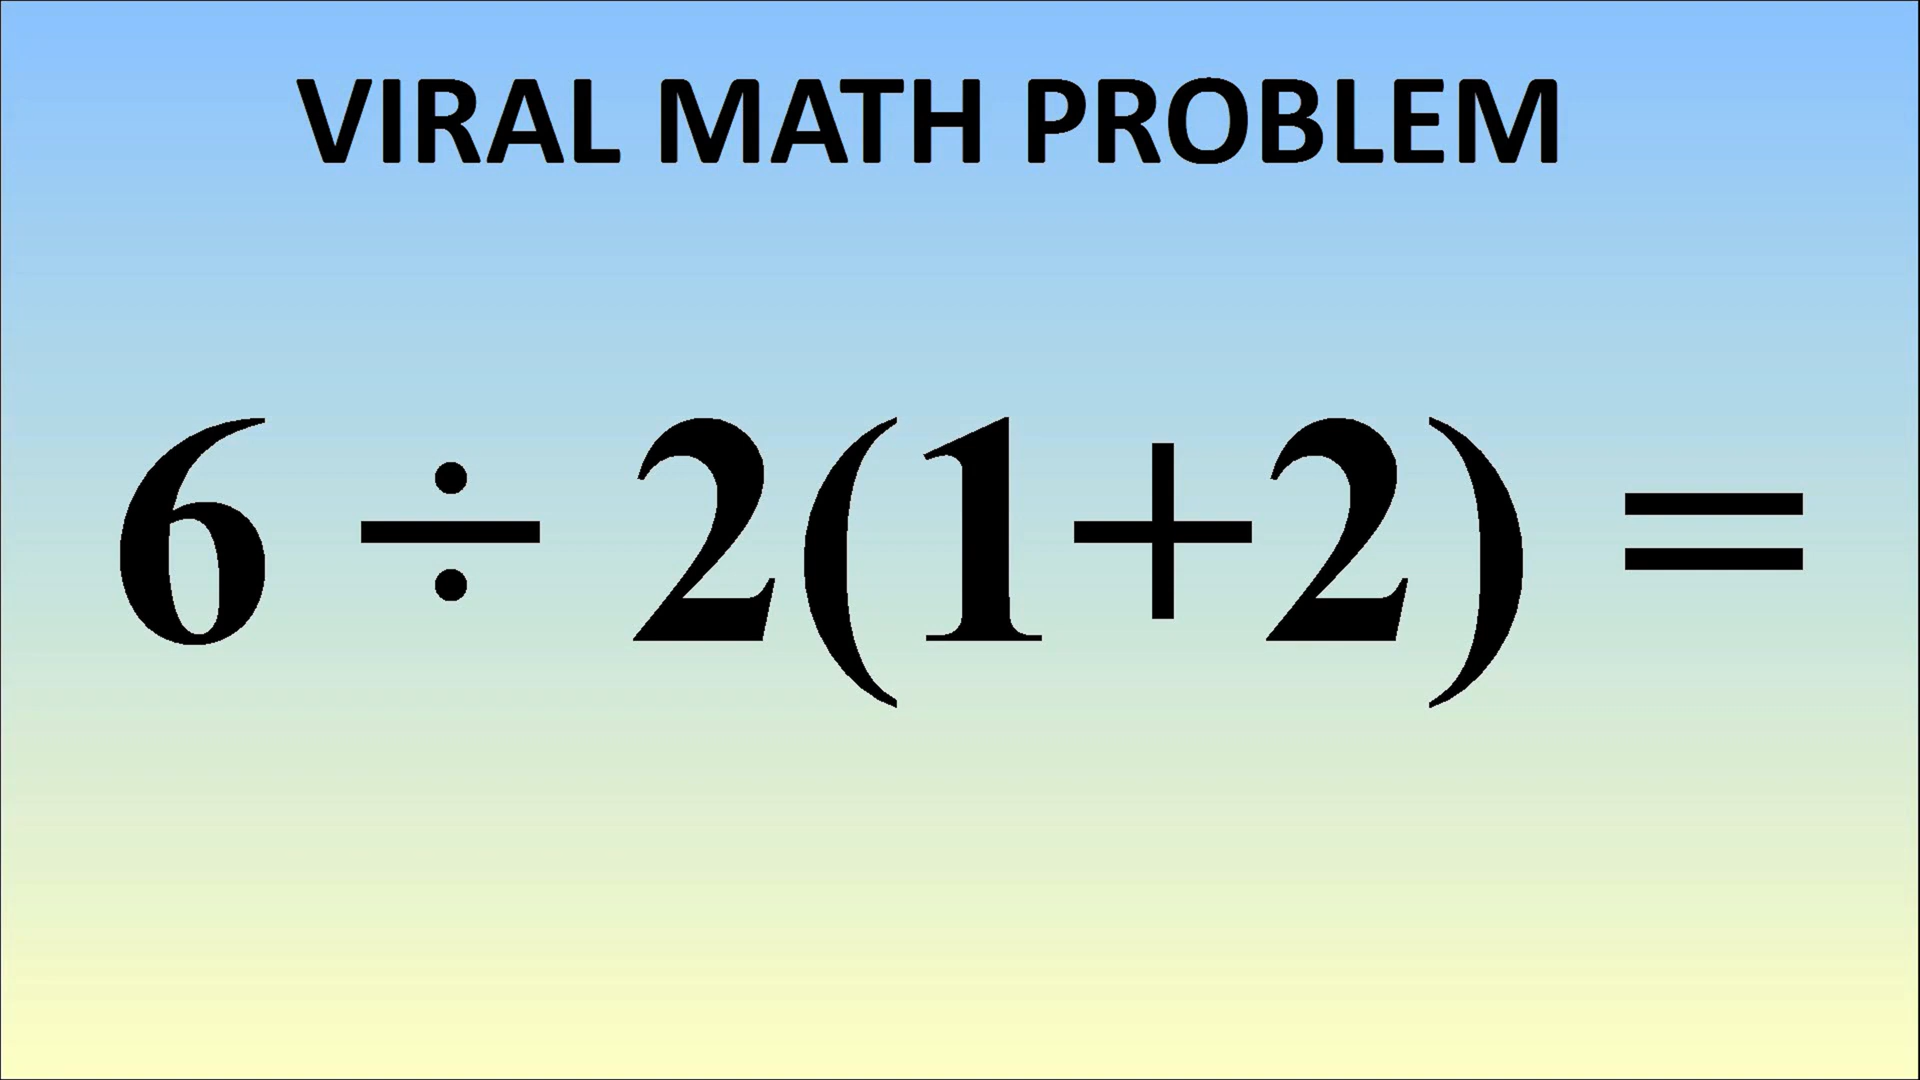 VIRAL MATH PROBLEM
6 ÷ 2(1+2) =